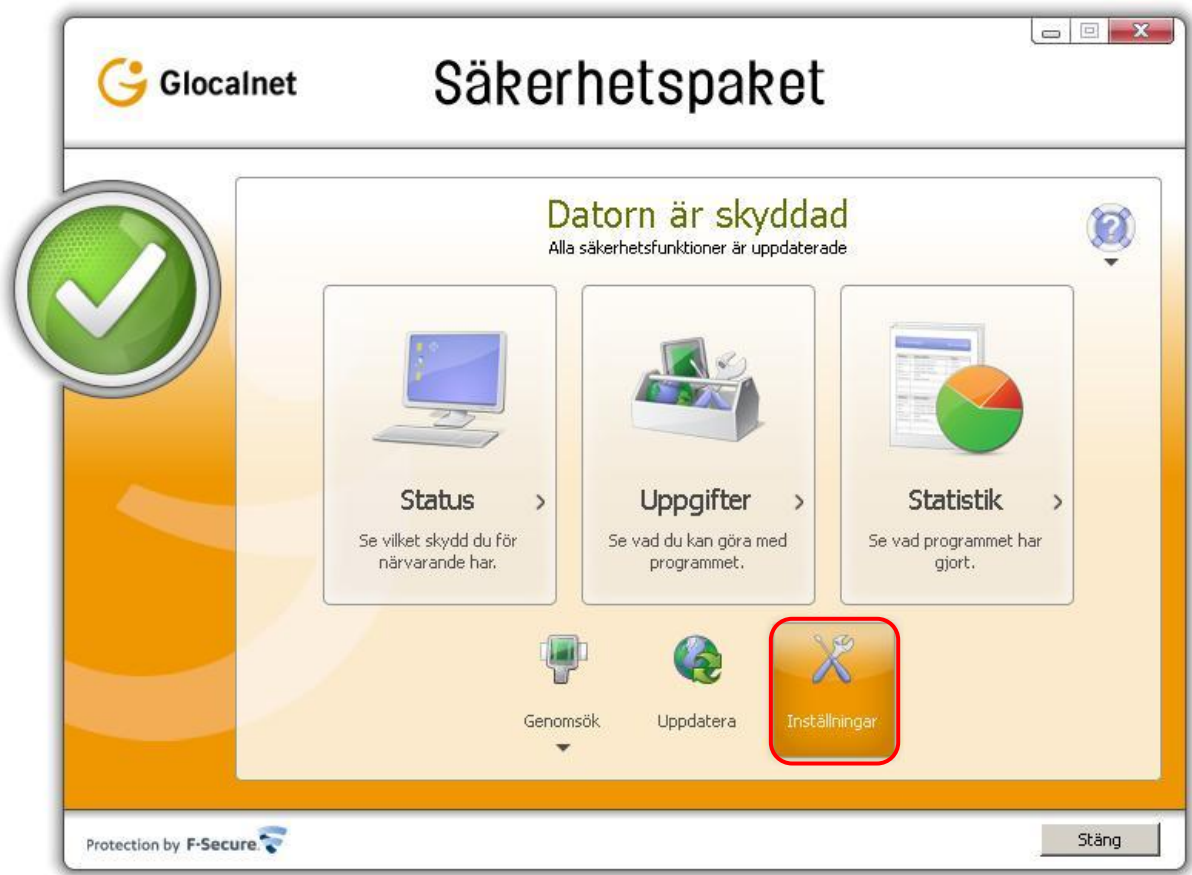 Glocalnet
Säkerhetspaket
Datorn är skyddad
Alla säkerhetsfunktioner är uppdaterade
Status
Se vilket skydd du för
närvarande har.
Uppgifter
Se vad du kan göra med
programmet.
Statistik
Se vad programmet har
gjort.
Genomsök
Uppdatera
Inställningar
Protection by F-Secure.
Stäng